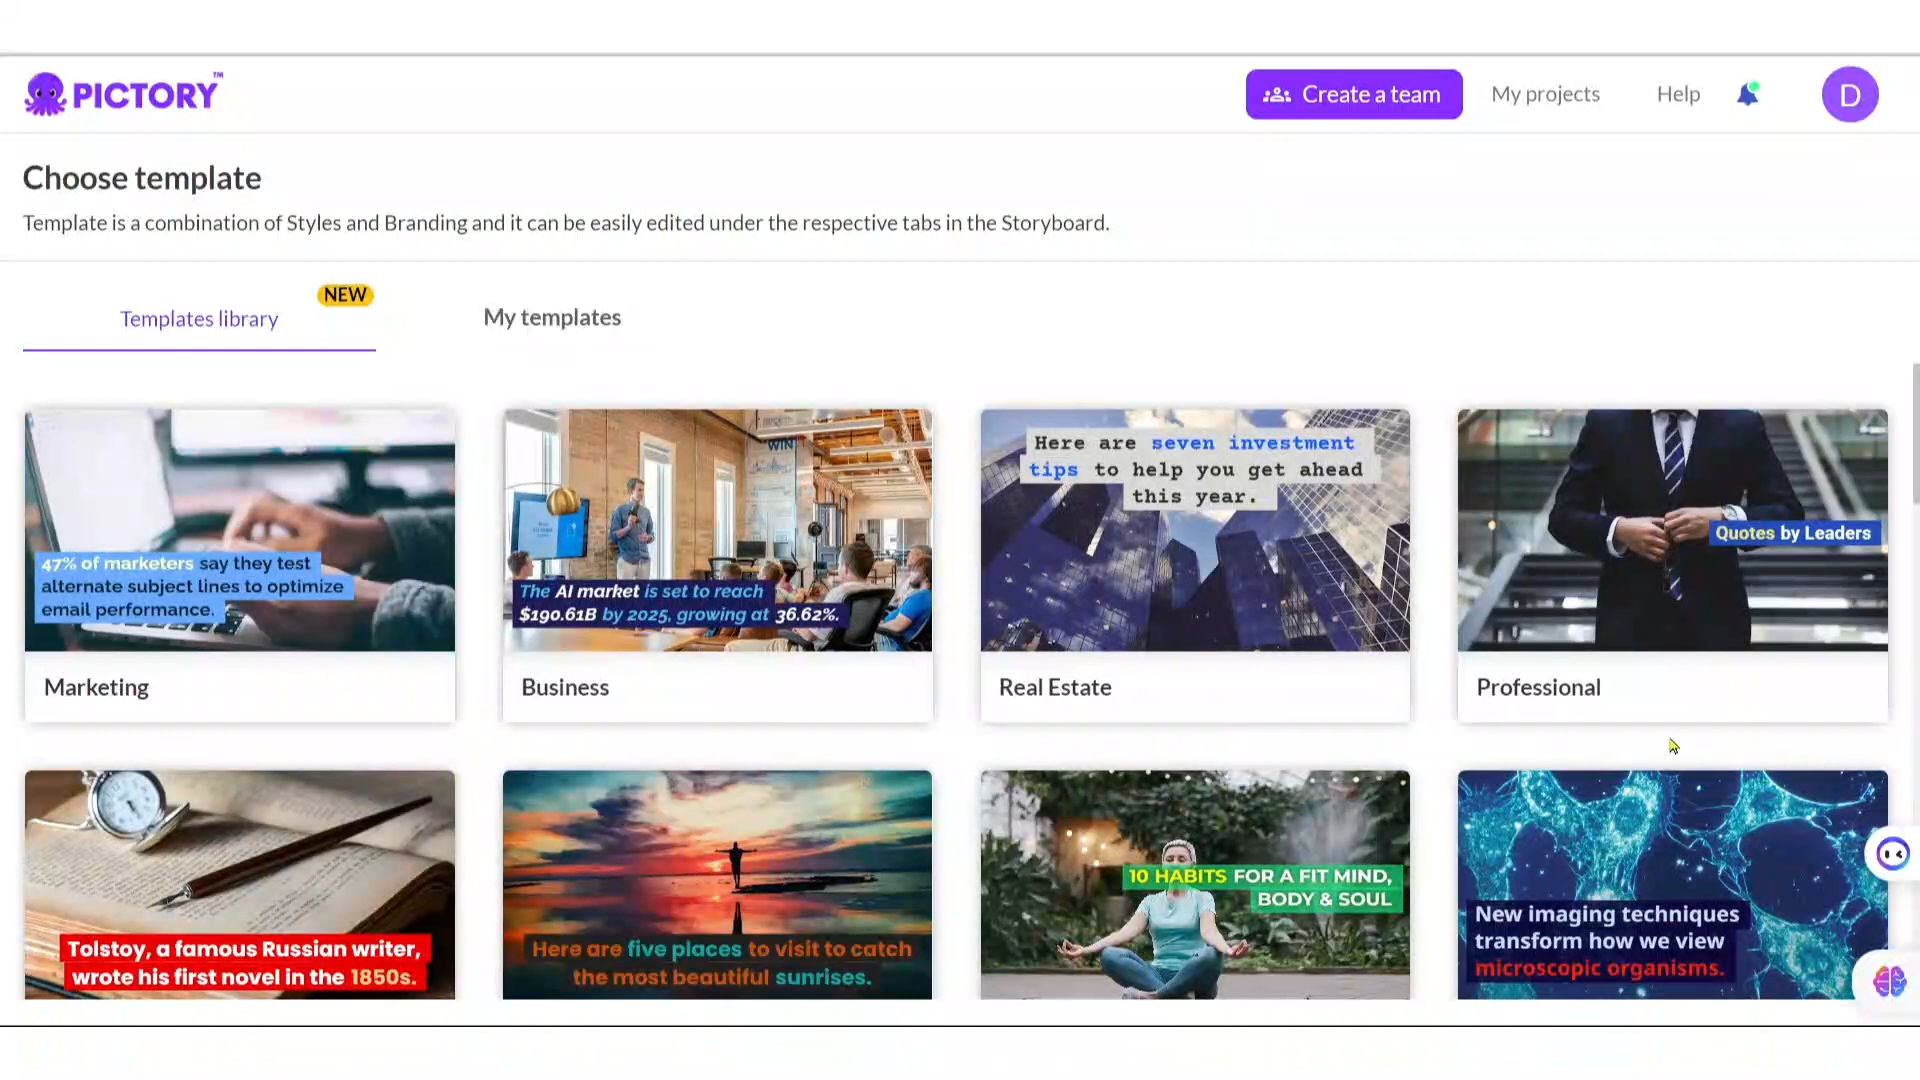 PICTORY™
Create a team
My projects
Help
D
Choose template
Template is a combination of Styles and Branding and it can be easily edited under the respective tabs in the Storyboard.
NEW
Templates library
My templates
47% of marketers say they test
alternate subject lines to optimize
email performance.
Marketing
WIN
The AI market is set to reach
$190.61B by 2025, growing at 36.62%.
Business
Here are seven investment
tips to help you get ahead
this year.
Real Estate
Quotes by Leaders
Professional
Tolstoy, a famous Russian writer,
wrote his first novel in the 1850s.
Here are five places to visit to catch
the most beautiful sunrises.
10 HABITS FOR A FIT MIND,
BODY & SOUL
New imaging techniques
transform how we view
microscopic organisms.